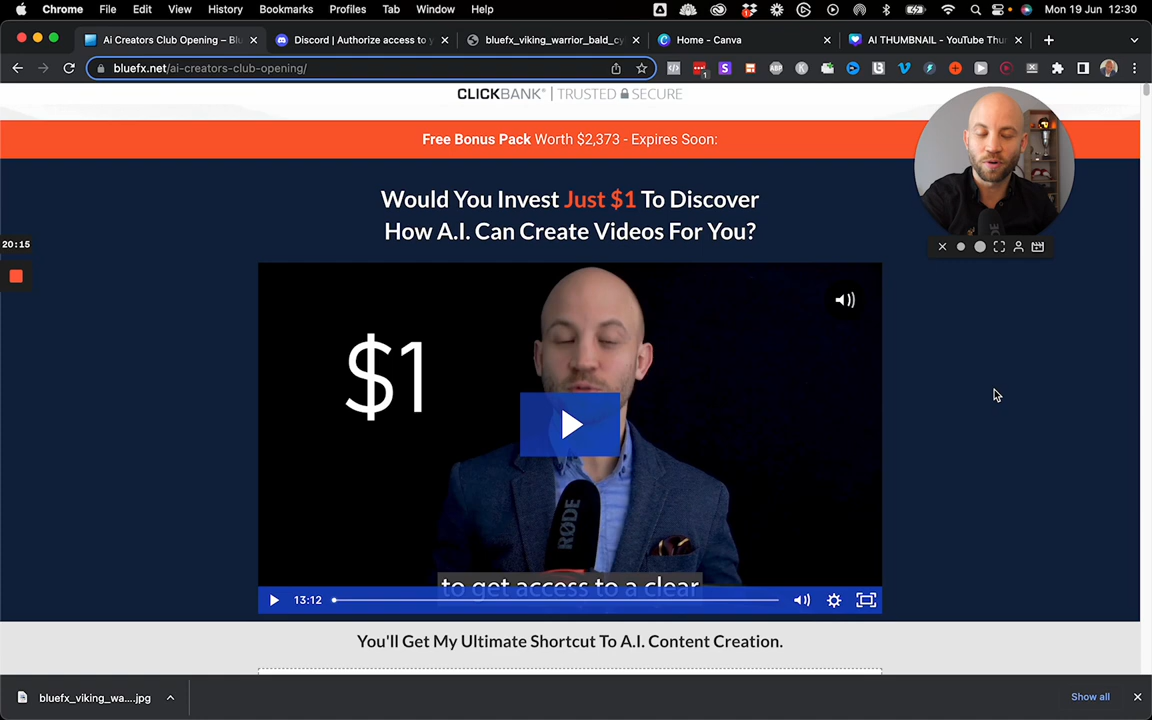 Chrome File Edit View History Bookmarks Profiles Tab Window Help Mon 19 Jun 12:30
Ai Creators Club Opening – Blu Discord | Authorize access to y bluefx_viking_warrior_bald_cy Home - Canva AI THUMBNAIL - YouTube Thu
bluefx.net/ai-creators-club-opening/
CLICKBANK® | TRUSTED SECURE
Free Bonus Pack Worth $2,373 - Expires Soon:
Would You Invest Just $1 To Discover
How A.I. Can Create Videos For You?
20:15
$1
RØDE
to get access to a clear
13:12
You'll Get My Ultimate Shortcut To A.I. Content Creation.
bluefx_viking_wa....jpg Show all